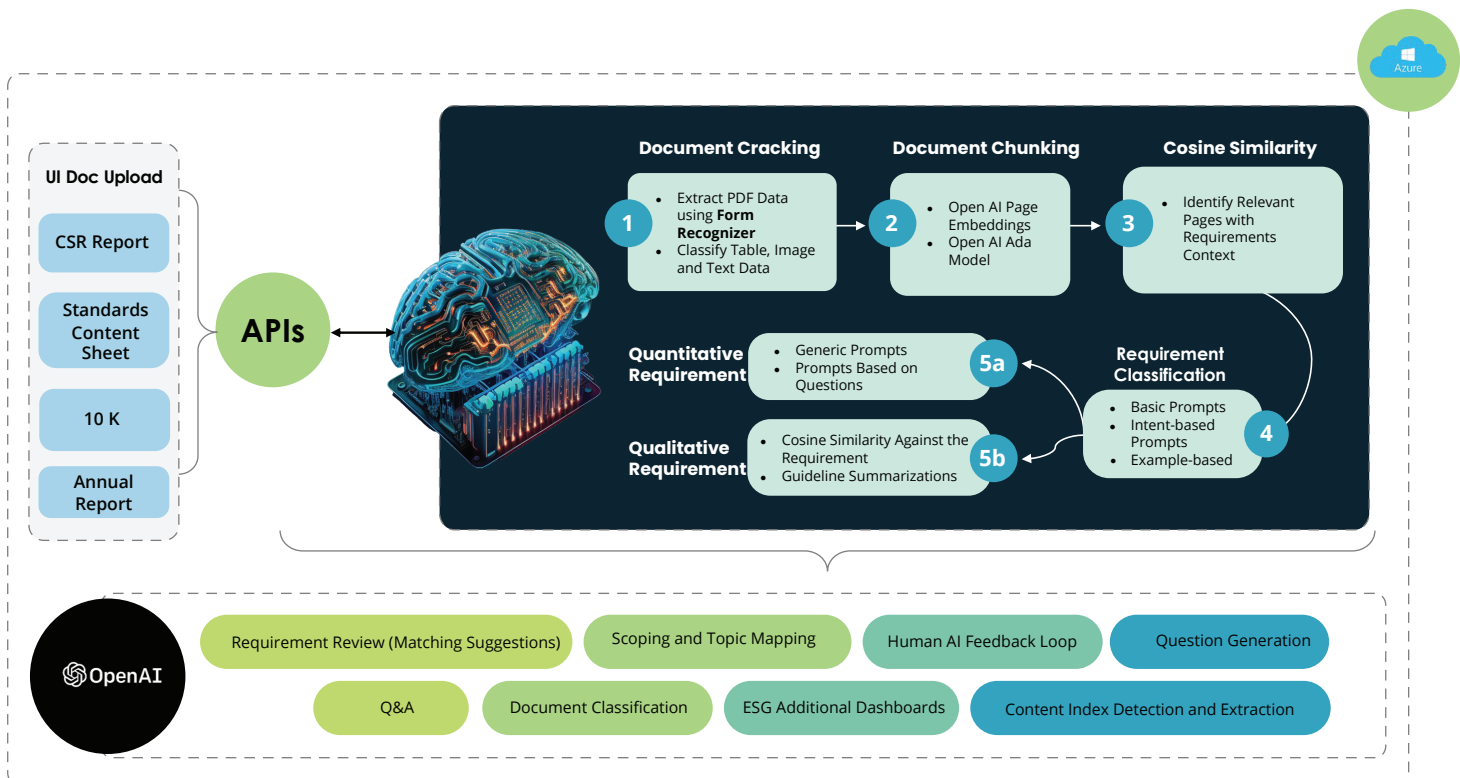 Azure
UI Doc Upload
CSR Report
Standards
Content
Sheet
10 K
Annual
Report
APIs
Document Cracking
1
• Extract PDF Data
using Form
Recognizer
• Classify Table, Image
and Text Data
Document Chunking
2
• Open AI Page
Embeddings
• Open AI Ada
Model
Cosine Similarity
3
• Identify Relevant
Pages with
Requirements
Context
Requirement
Classification
• Basic Prompts
• Intent-based
Prompts
• Example-based
4
Quantitative
Requirement
• Generic Prompts
• Prompts Based on
Questions
5a
Qualitative
Requirement
• Cosine Similarity Against the
Requirement
• Guideline Summarizations
5b
OpenAI
Requirement Review (Matching Suggestions)
Scoping and Topic Mapping
Human AI Feedback Loop
Question Generation
Q&A
Document Classification
ESG Additional Dashboards
Content Index Detection and Extraction